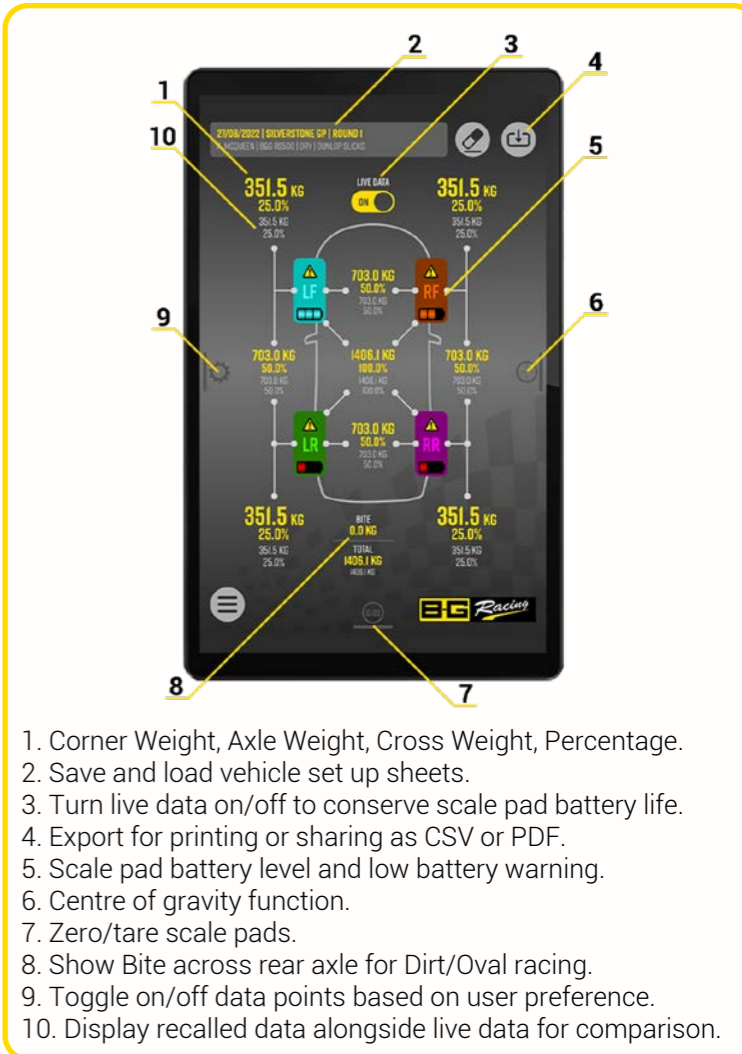 2
3
4
1
10
27/08/2022 | SILVERSTONE GP | ROUND 1
MCQUEEN | B&G RS50G | DRY | DUNLOP SLICKS
5
LIVE DATA
ON
351.5 KG
25.0%
351.5 KG
25.0%
351.5 KG
25.0%
351.5 KG
25.0%
LF
703.0 KG
50.0%
703.0 KG
50.0%
RF
9
6
703.0 KG
50.0%
703.0 KG
50.0%
1406.1 KG
100.0%
1406.1 KG
100.0%
703.0 KG
50.0%
703.0 KG
50.0%
LR
703.0 KG
50.0%
703.0 KG
50.0%
RR
351.5 KG
25.0%
351.5 KG
25.0%
BITE
0.0 KG
TOTAL
1406.1 KG
1406.1 KG
351.5 KG
25.0%
351.5 KG
25.0%
0.00
B-G Racing
8
7
1. Corner Weight, Axle Weight, Cross Weight, Percentage.
2. Save and load vehicle set up sheets.
3. Turn live data on/off to conserve scale pad battery life.
4. Export for printing or sharing as CSV or PDF.
5. Scale pad battery level and low battery warning.
6. Centre of gravity function.
7. Zero/tare scale pads.
8. Show Bite across rear axle for Dirt/Oval racing.
9. Toggle on/off data points based on user preference.
10. Display recalled data alongside live data for comparison.